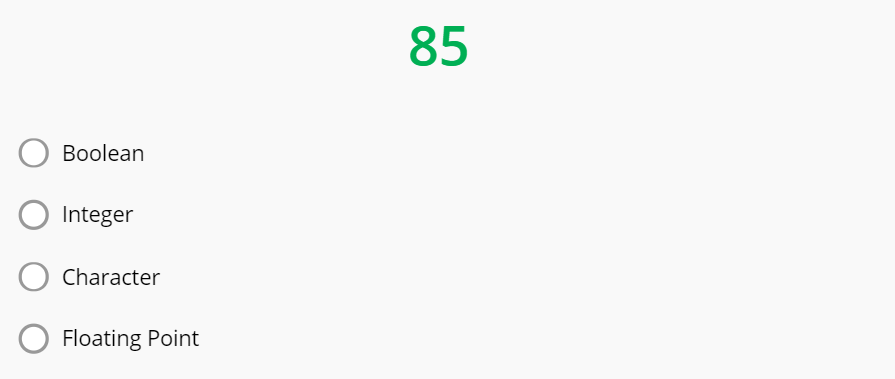 85
Boolean
Integer
Character
Floating Point